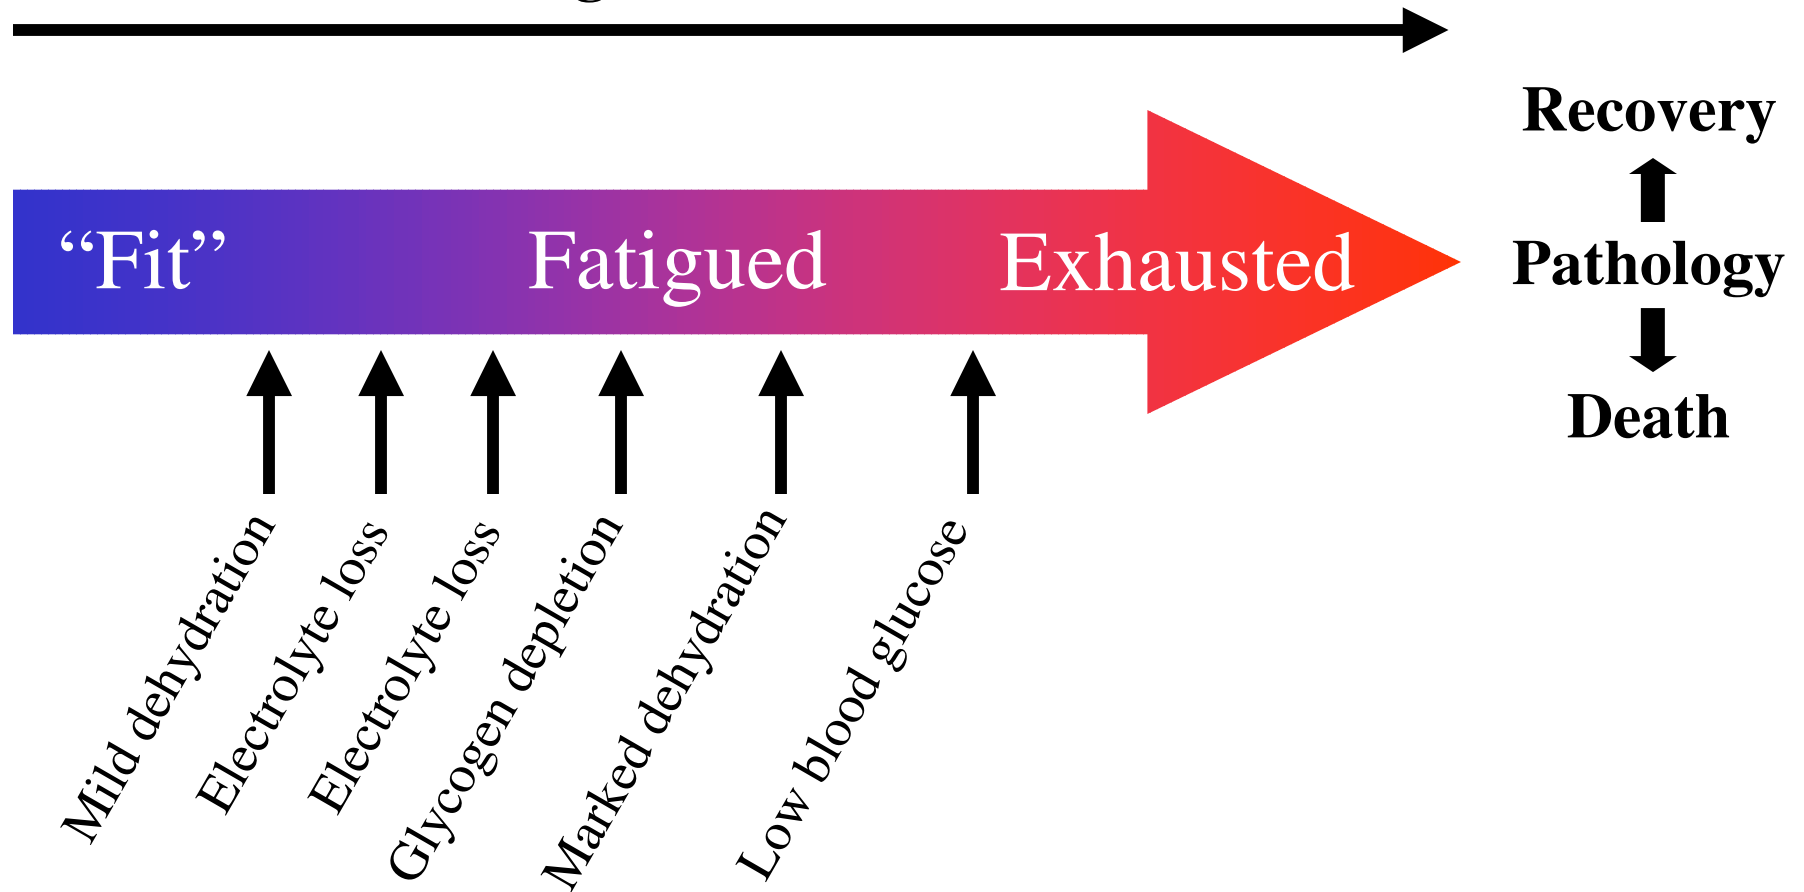 “Fit”
Fatigued
Exhausted
Recovery
Pathology
Death
Mild dehydration
Electrolyte loss
Electrolyte loss
Glycogen depletion
Marked dehydration
Low blood glucose